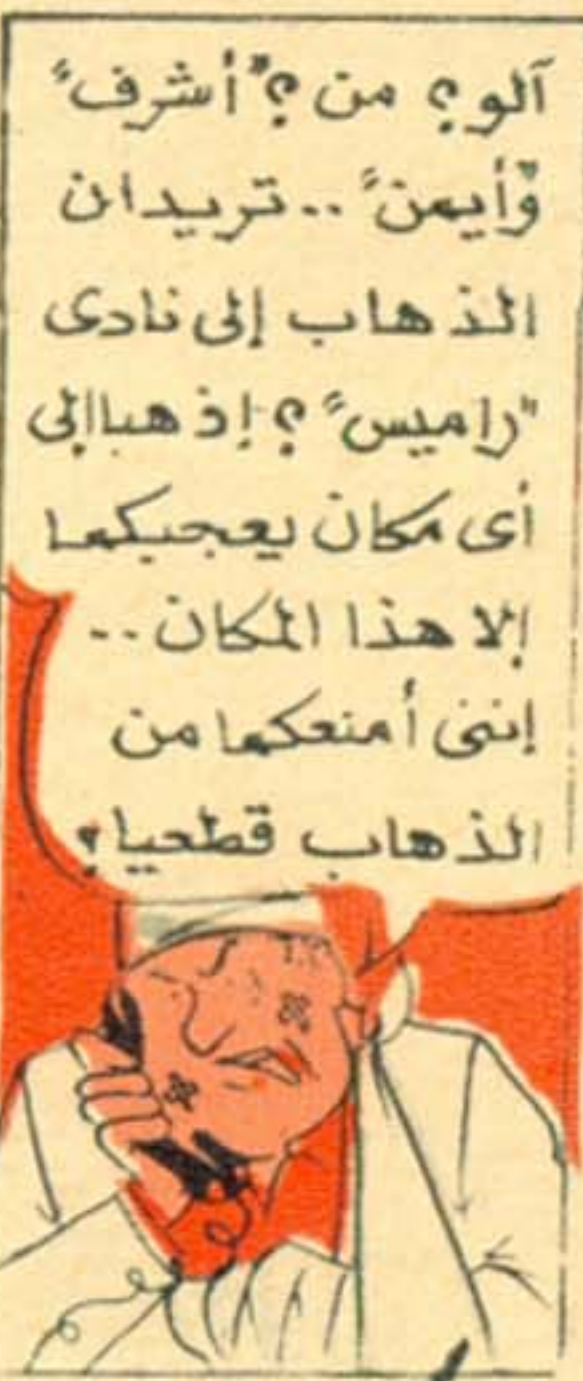 آلو؟ من؟ "أشرف"
و"أيمن" .. تريدان
الذهاب إلى نادى
"راميس"؟ إذهبا إلى
أى مكان يعجبكما
إلا هذا المكان ..
إننى أمنعكما من
الذهاب قطعيا؟